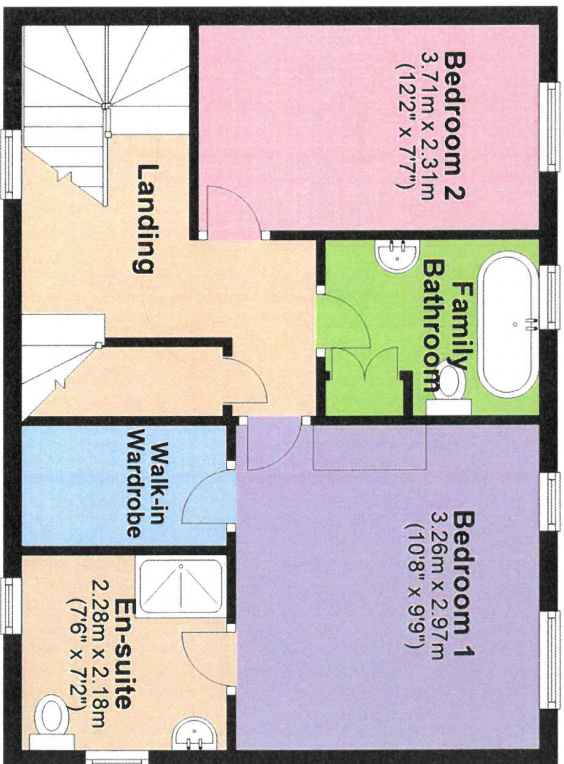 Bedroom 2
3.71m x 2.31m
(12'2" x 7'7")
Family
Bathroom
Bedroom 1
3.26m x 2.97m
(10'8" x 9'9")
Landing
Walk-in
Wardrobe
En-suite
2.28m x 2.18m
(7'6" x 7'2")